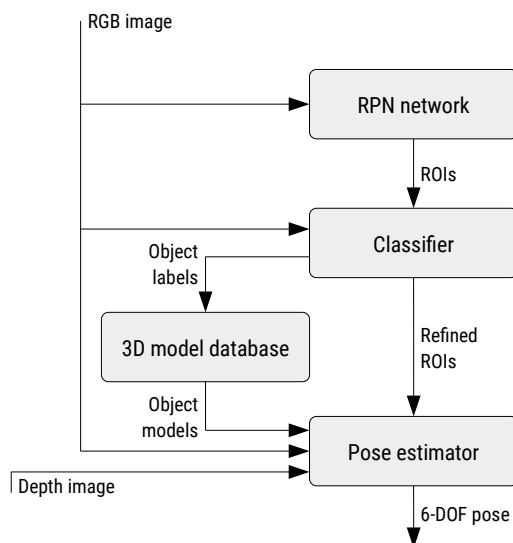 RGB image
RPN network
ROIs
Classifier
Object
labels
3D model database
Refined
ROIs
Object
models
Pose estimator
Depth image
6-DOF pose